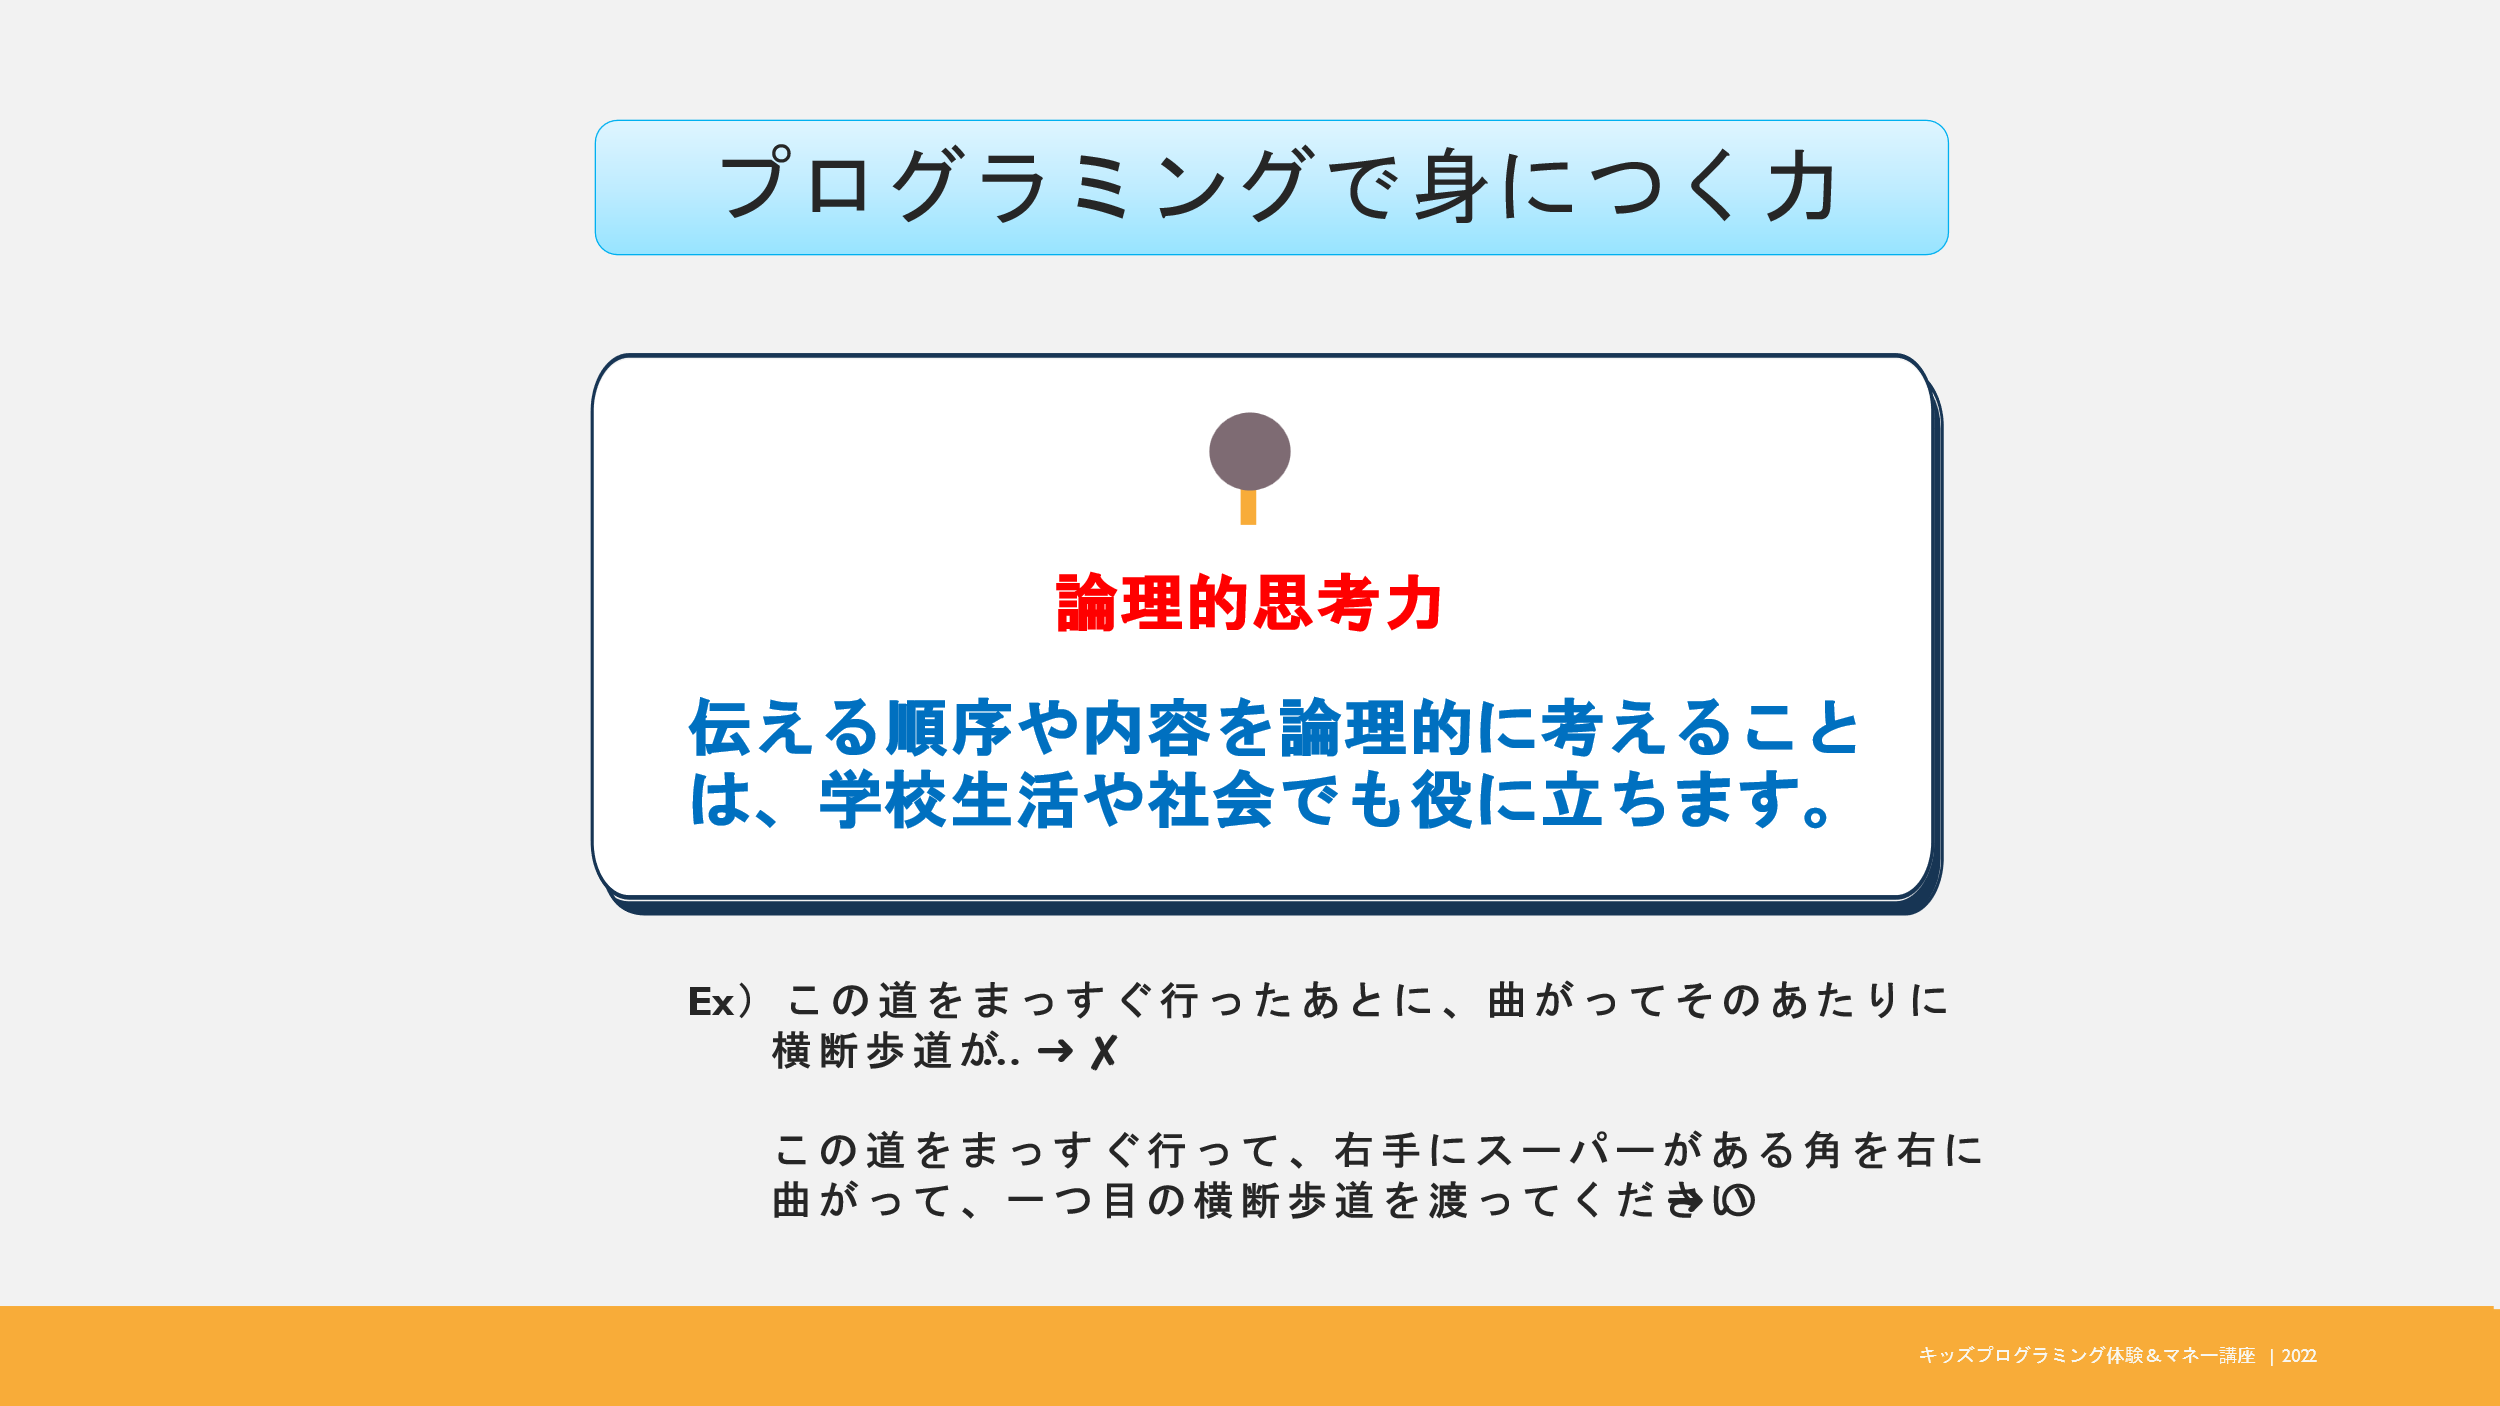 プログラミングで身につく力
論理的思考力
伝える順序や内容を論理的に考えること
は、学校生活や社会でも役に立ちます。
Ex）この道をまっすぐ行ったあとに、曲がってそのあたりに
横断歩道が… → ✗
この道をまっすぐ行って、右手にスーパーがある角を右に
曲がって、一つ目の横断歩道を渡ってください → 〇
キッズプログラミング体験＆マネー講座 | 2022